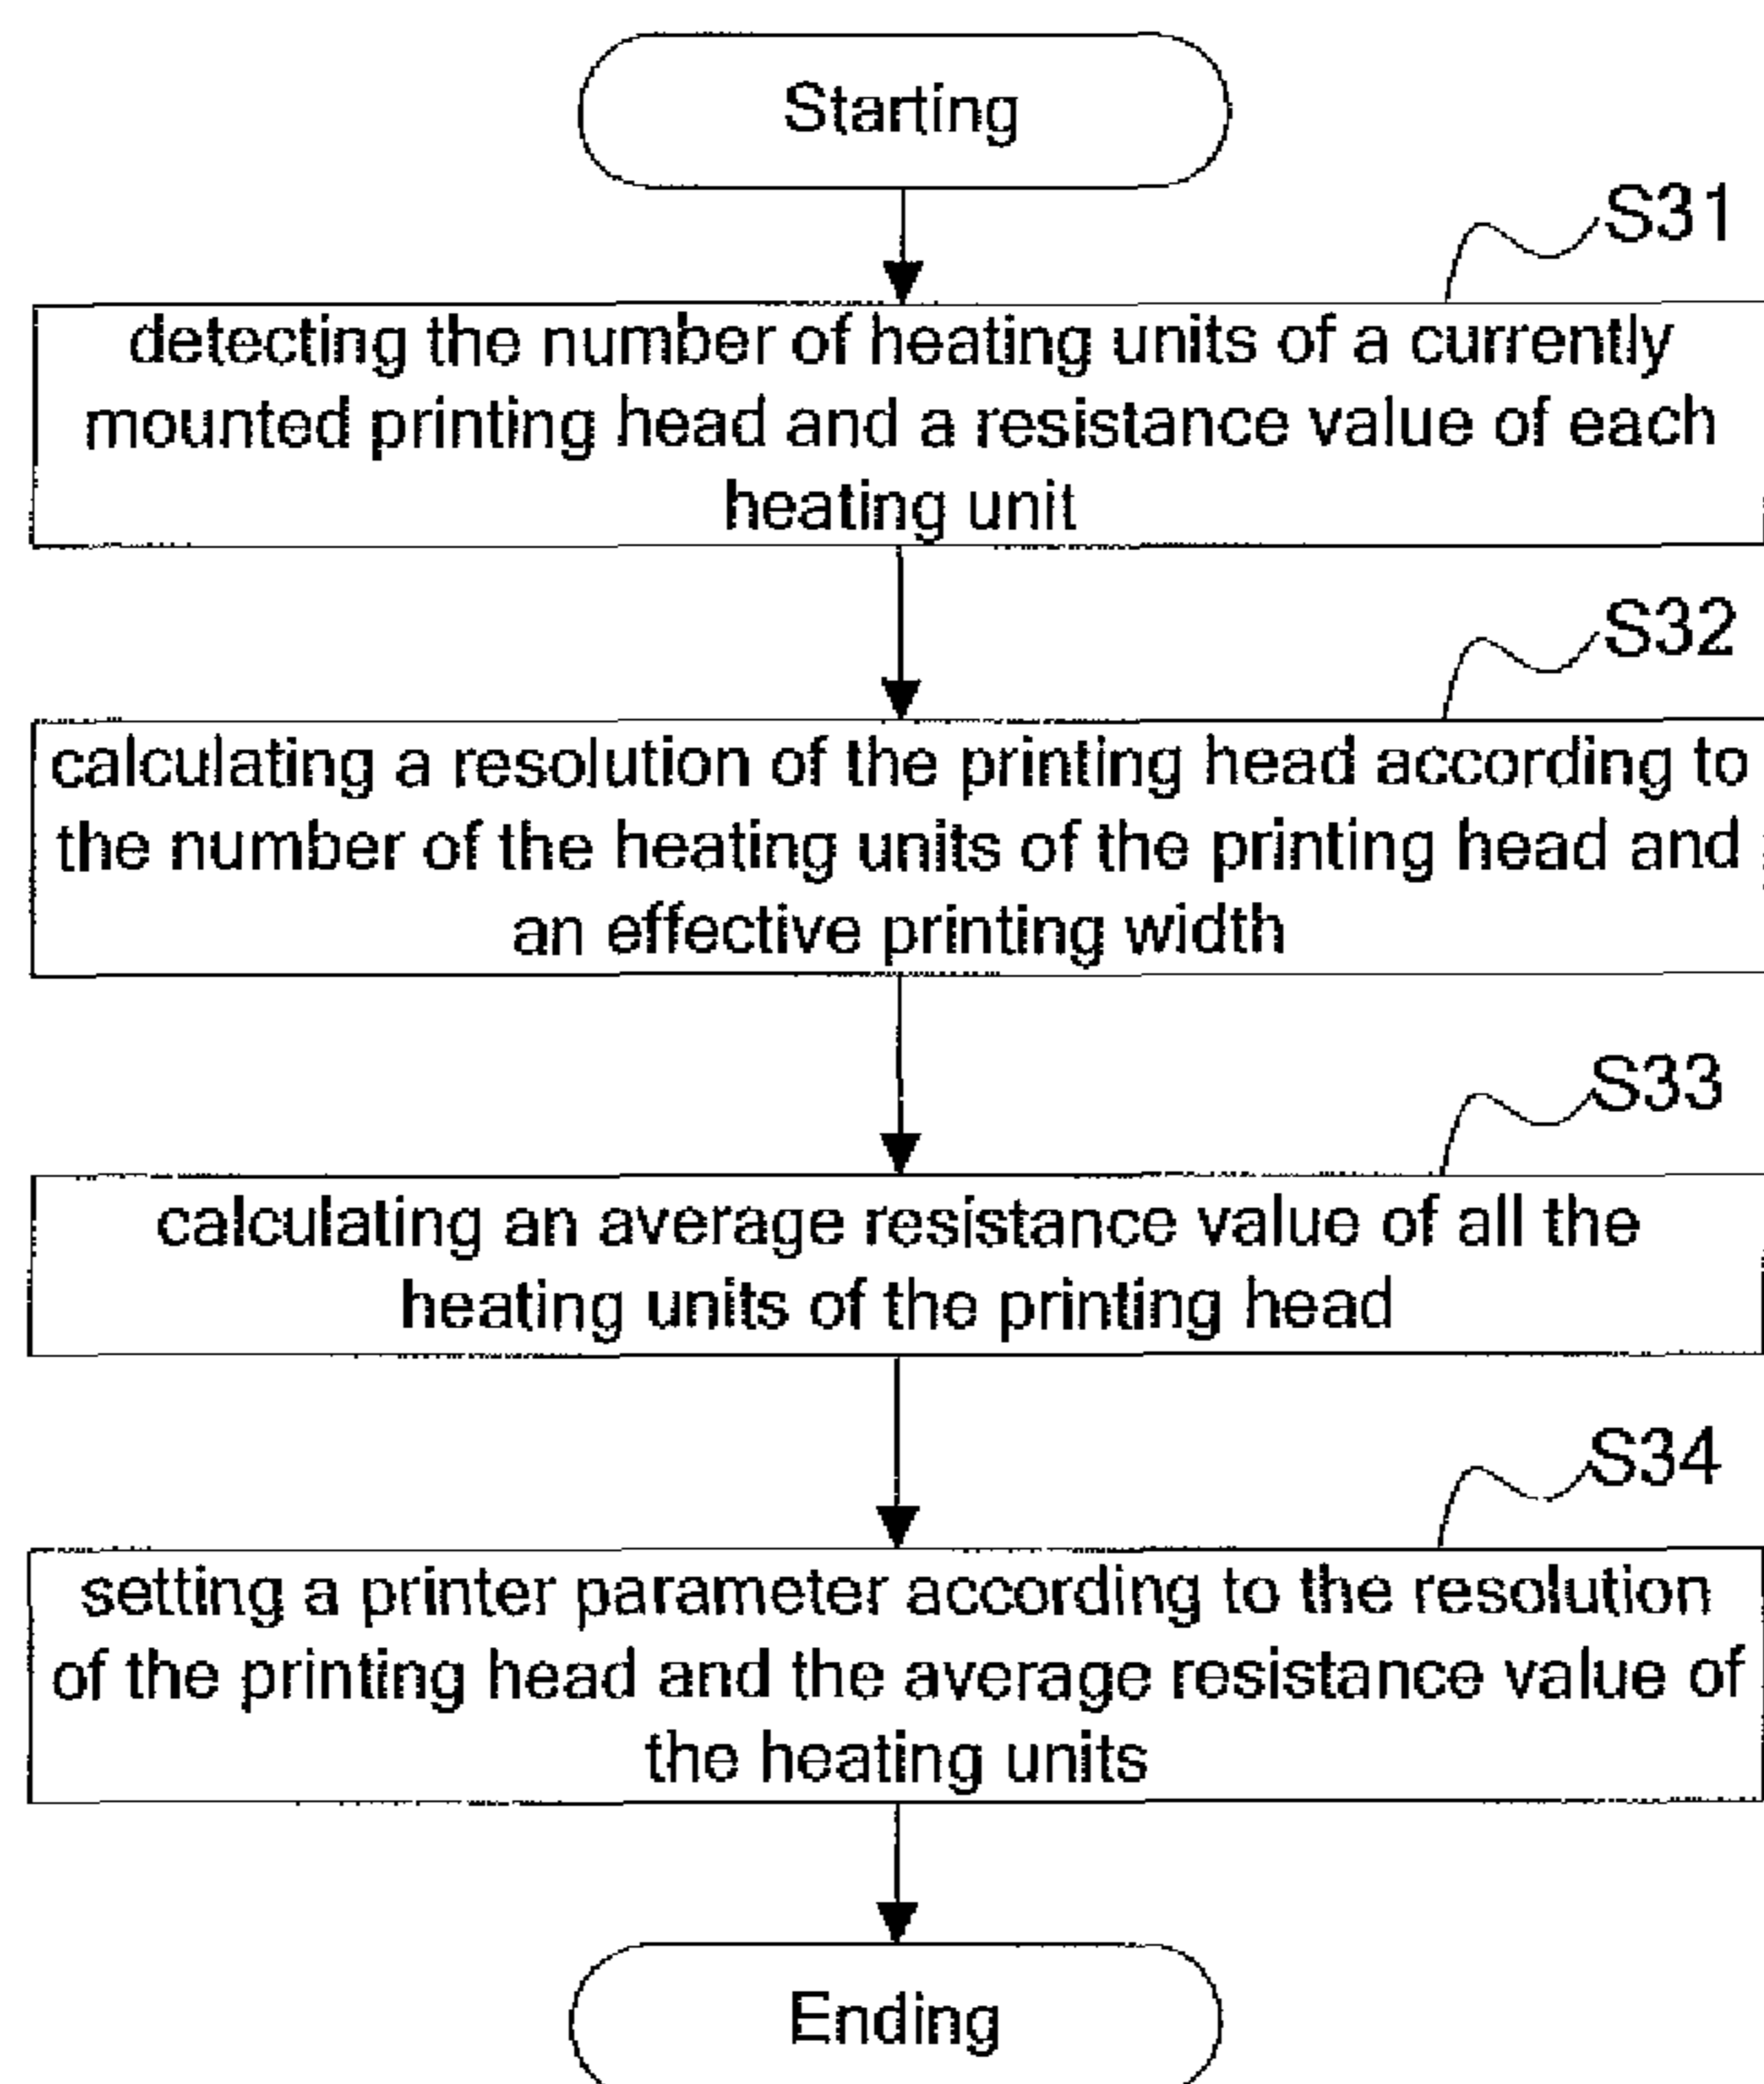 Starting
S31
detecting the number of heating units of a currently
mounted printing head and a resistance value of each
heating unit
S32
calculating a resolution of the printing head according to
the number of the heating units of the printing head and
an effective printing width
S33
calculating an average resistance value of all the
heating units of the printing head
S34
setting a printer parameter according to the resolution
of the printing head and the average resistance value of
the heating units
Ending